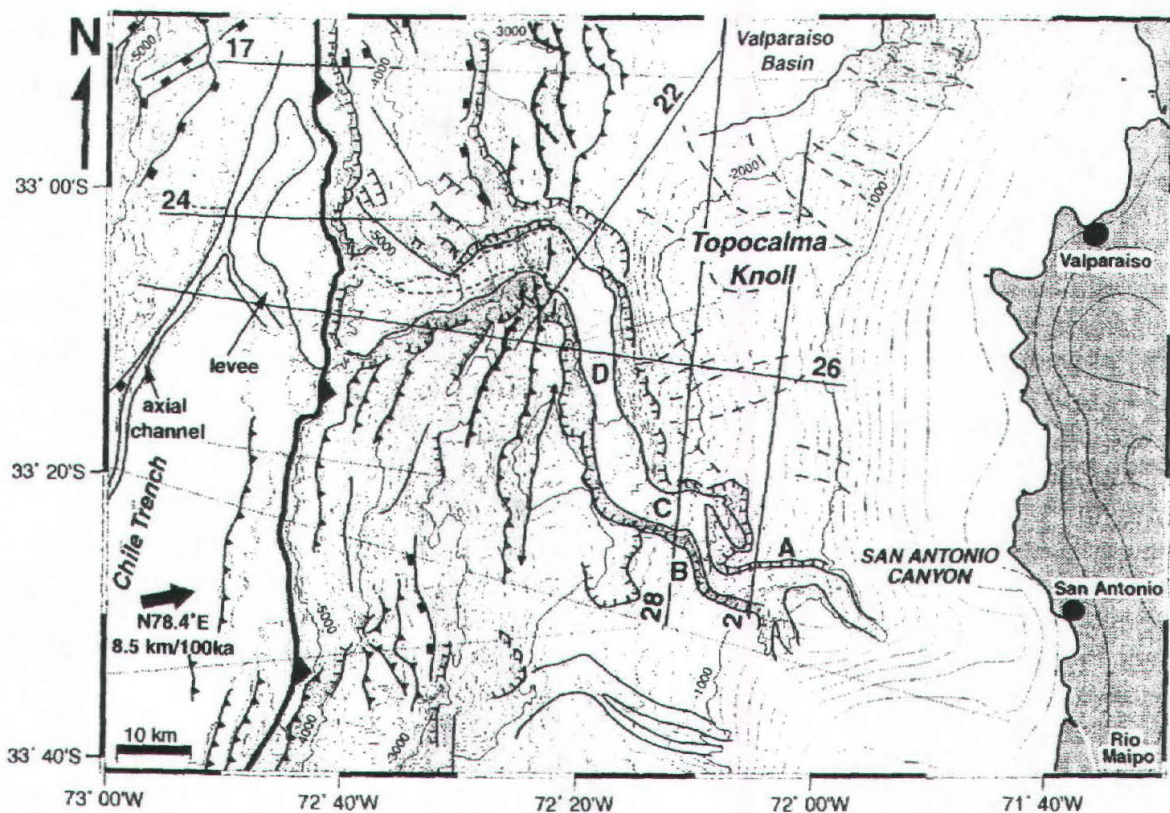 N
17
-5000
3000
4000
Valparaiso
Basin
22
33° 00'S
24
-5000
-2000
1000
Topocalma
Knoll
Valparaiso
levee
D
26
axial
channel
33° 20'S
Chile Trench
C
A
B
SAN ANTONIO
CANYON
San Antonio
N78.4°E
8.5 km/100ka
28
2
-5000
-1000
10 km
4000
3000
Rio
Maipo
33° 40'S
73° 00'W
72° 40'W
72° 20'W
72° 00'W
71° 40'W